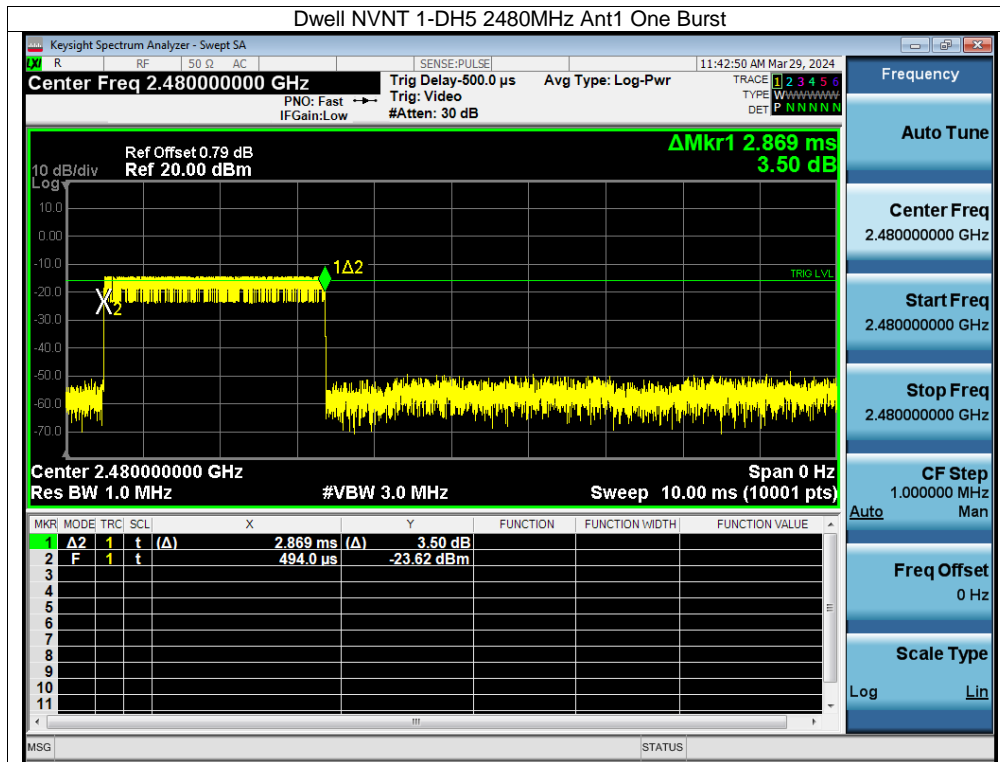 Dwell NVNT 1-DH5 2480MHz Ant1 One Burst
Keysight Spectrum Analyzer - Swept SA
LXI R RF 50 Ω AC SENSE:PULSE 11:42:50 AM Mar 29, 2024
Center Freq 2.480000000 GHz
PNO: Fast
IFGain:Low
Trig Delay-500.0 µs
Trig: Video
#Atten: 30 dB
Avg Type: Log-Pwr
TRACE 1 2 3 4 5 6
TYPE WWWWWW
DET P N N N N N
ΔMkr1 2.869 ms
3.50 dB
Ref Offset 0.79 dB
10 dB/div Ref 20.00 dBm
Log
10.0
0.00
-10.0
-20.0
-30.0
-40.0
-50.0
-60.0
-70.0
1Δ2
TRIG LVL
2
Center 2.480000000 GHz Span 0 Hz
Res BW 1.0 MHz #VBW 3.0 MHz Sweep 10.00 ms (10001 pts)
MKR MODE TRC SCL X Y FUNCTION FUNCTION WIDTH FUNCTION VALUE
1 Δ2 1 t (Δ) 2.869 ms (Δ) 3.50 dB
2 F 1 t 494.0 µs -23.62 dBm
3
4
5
6
7
8
9
10
11
MSG STATUS
Frequency
Auto Tune
Center Freq
2.480000000 GHz
Start Freq
2.480000000 GHz
Stop Freq
2.480000000 GHz
CF Step
1.000000 MHz
Auto Man
Freq Offset
0 Hz
Scale Type
Log Lin